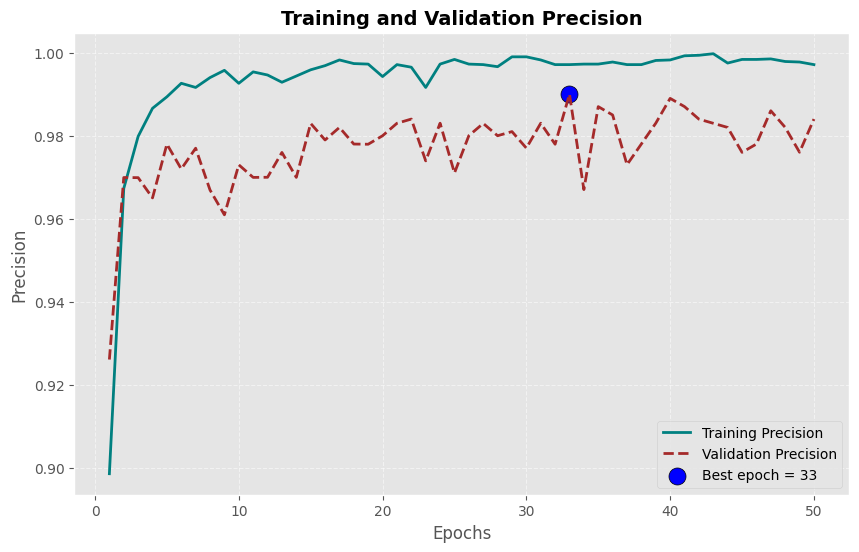 Training and Validation Precision
1.00
0.98
0.96
0.94
0.92
0.90
Precision
Training Precision
Validation Precision
Best epoch = 33
0 10 20 30 40 50
Epochs